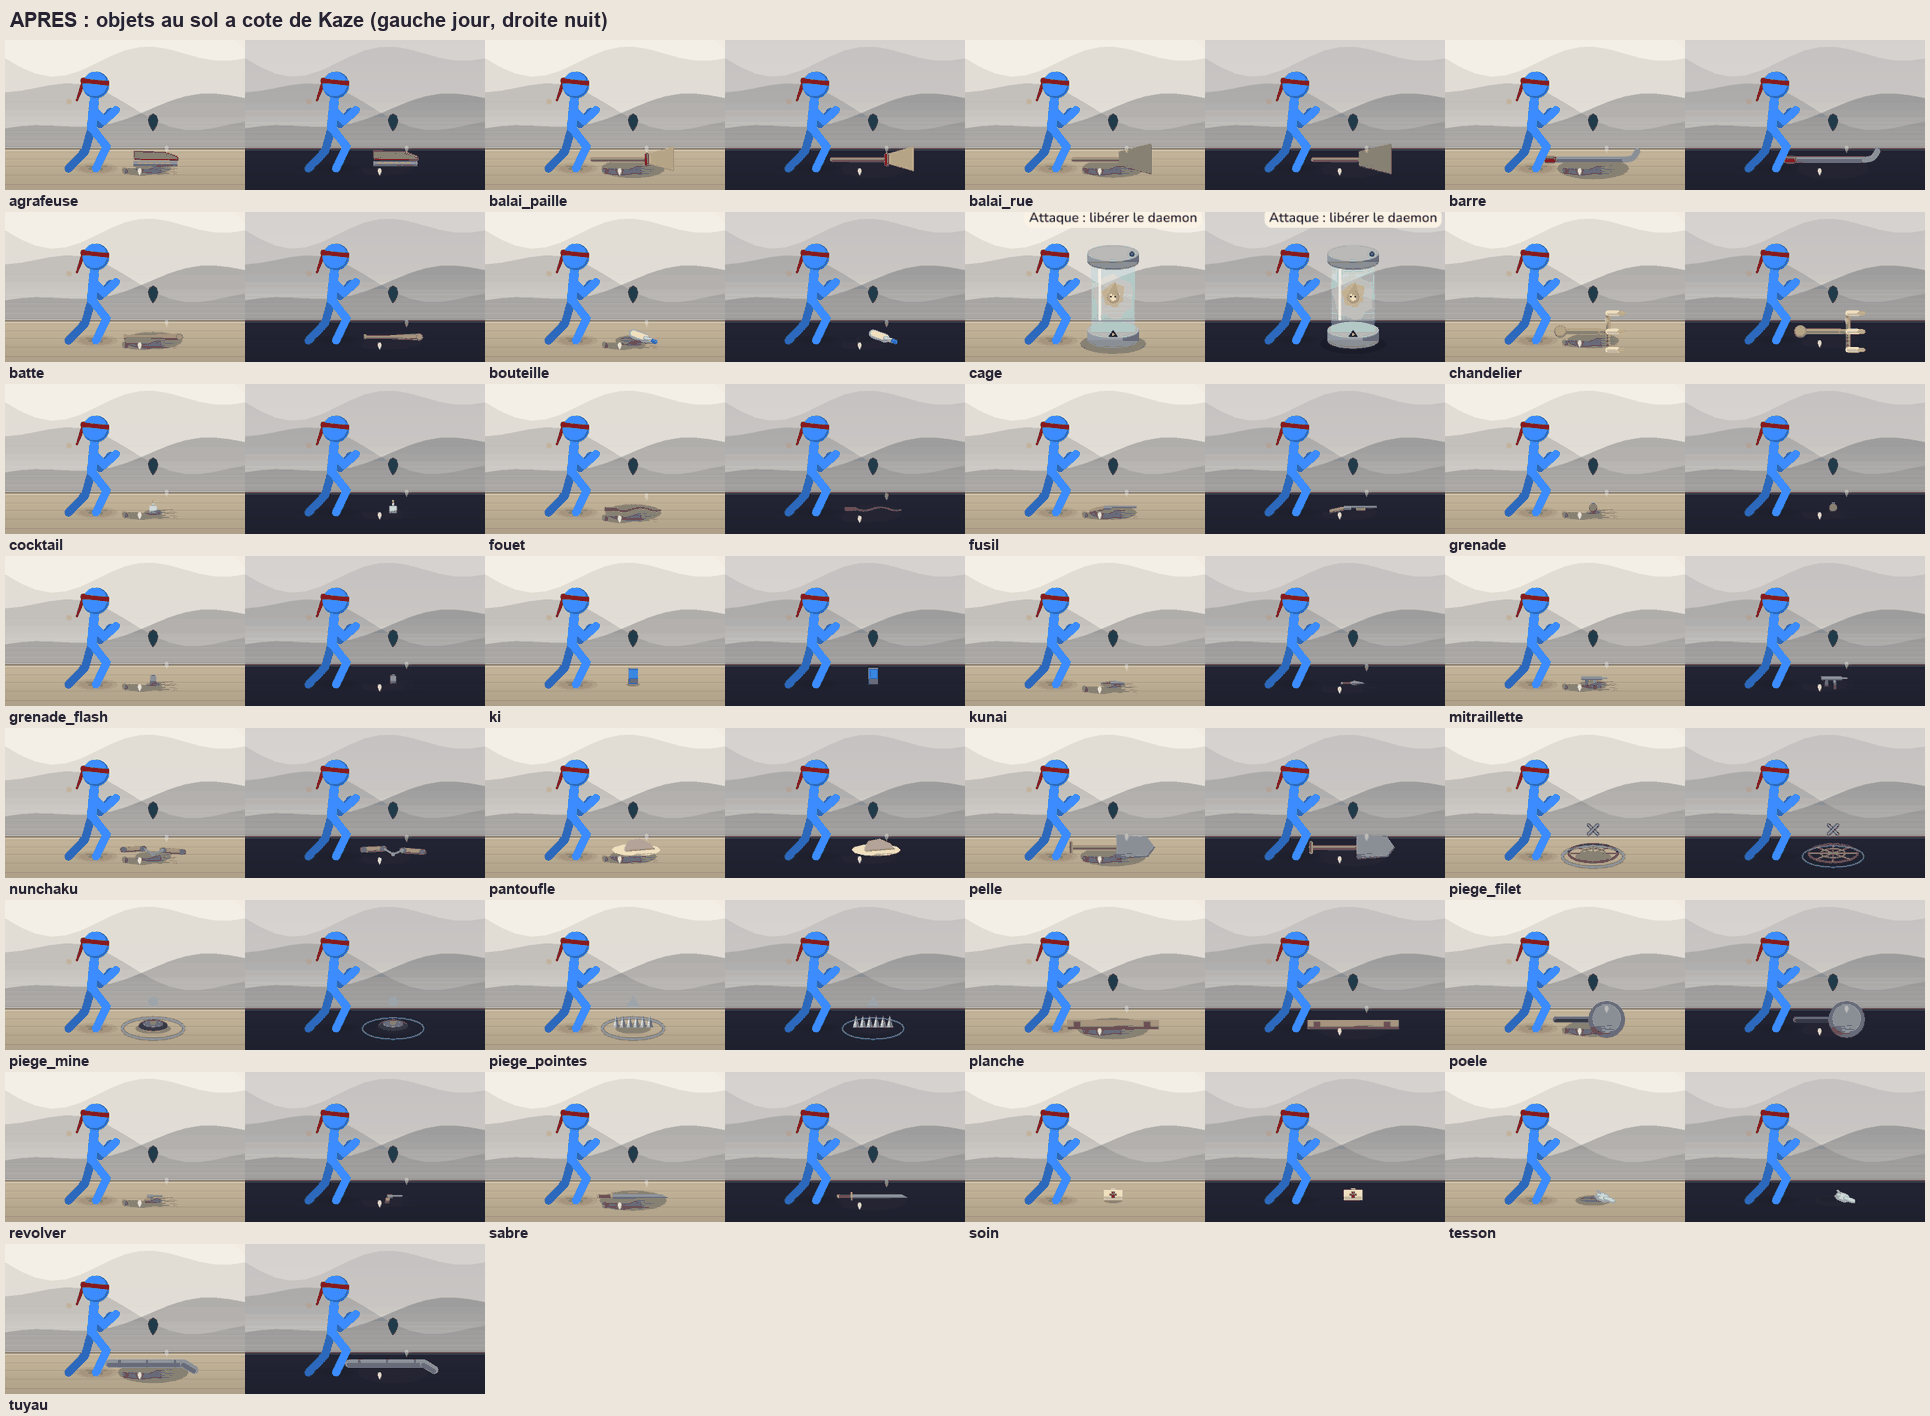 APRES : objets au sol a cote de Kaze (gauche jour, droite nuit)
agrafeuse
balai_paille
balai_rue
barre
Attaque : libérer le daemon
Attaque : libérer le daemon
batte
bouteille
cage
chandelier
cocktail
fouet
fusil
grenade
grenade_flash
ki
kunai
mitraillette
nunchaku
pantoufle
pelle
piege_filet
piege_mine
piege_pointes
planche
poele
revolver
sabre
soin
tesson
tuyau